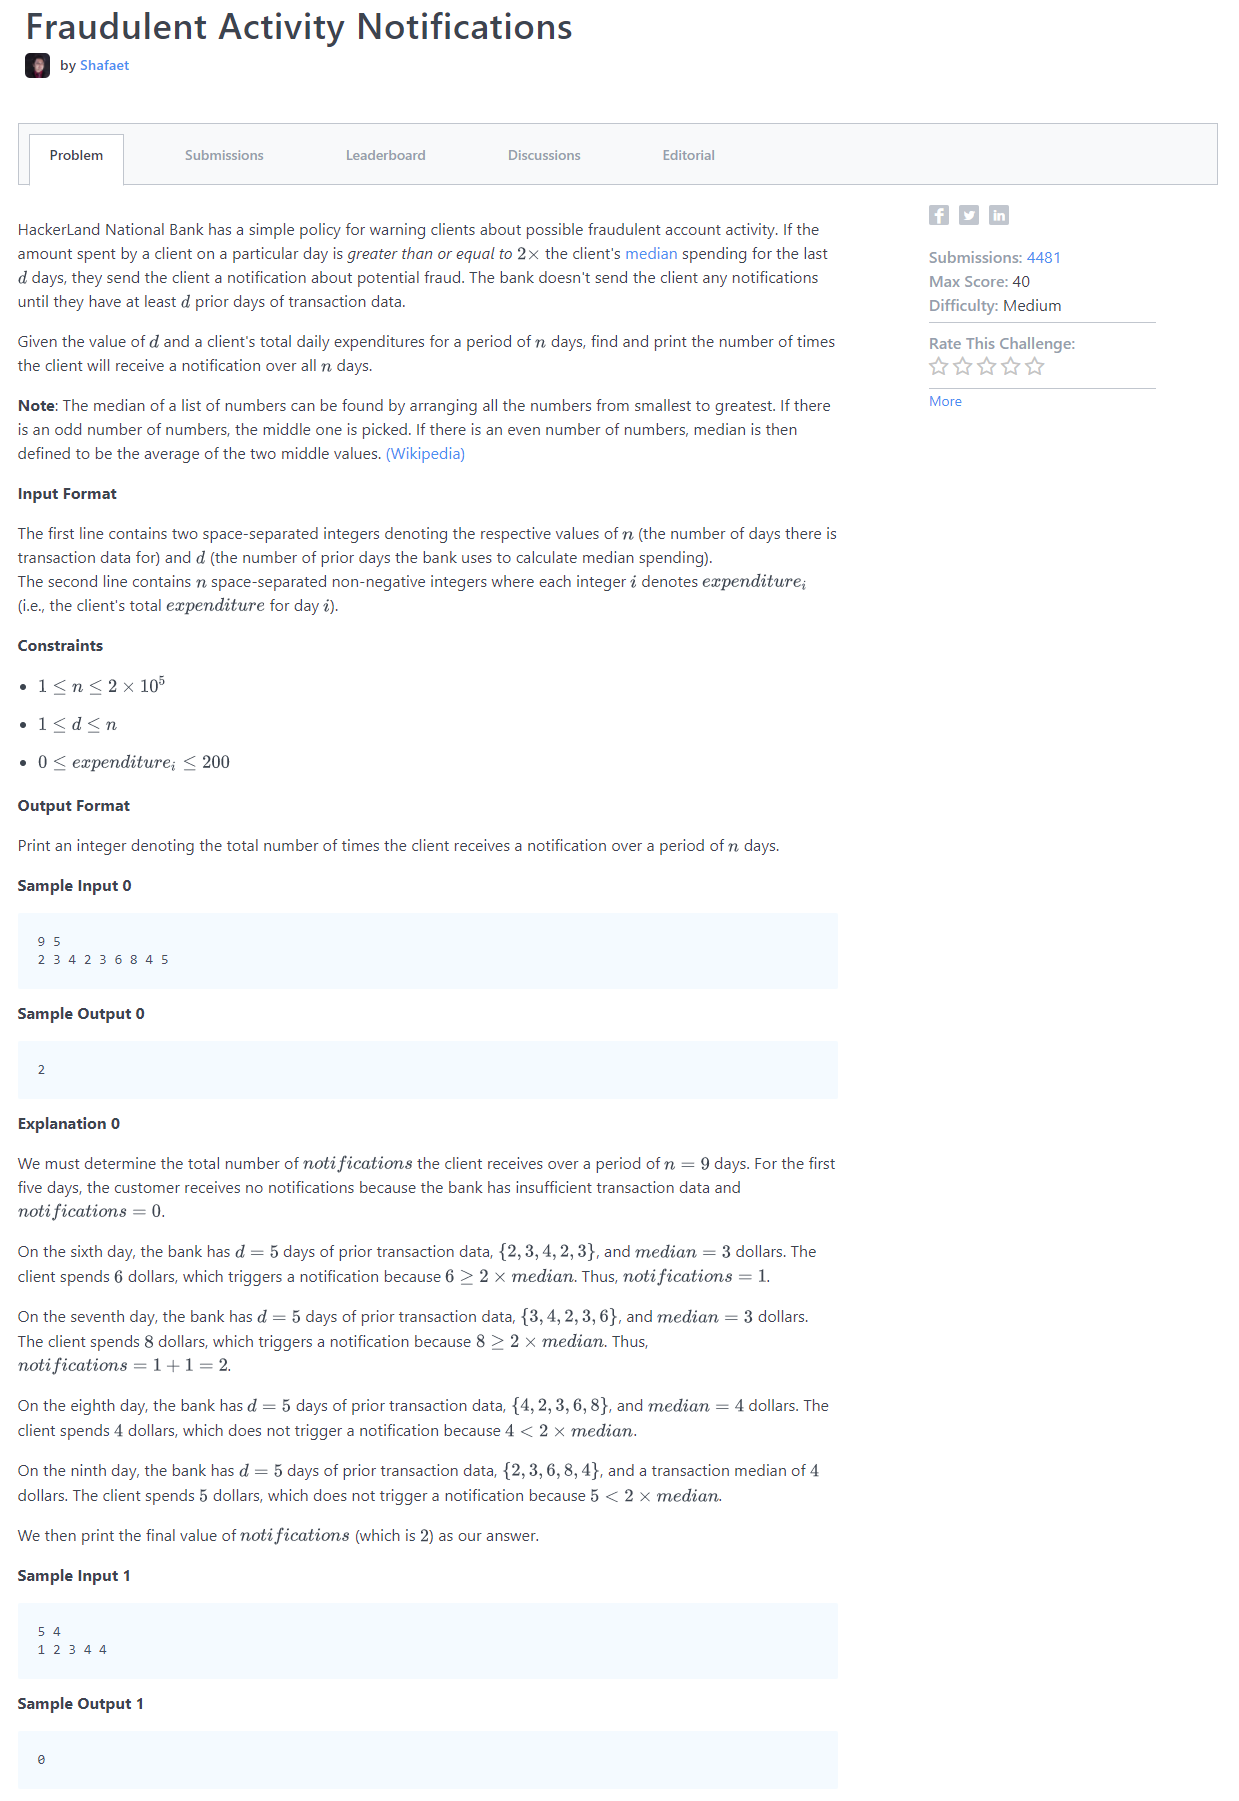 Fraudulent Activity Notifications
by Shafaet
Problem Submissions Leaderboard Discussions Editorial
HackerLand National Bank has a simple policy for warning clients about possible fraudulent account activity. If the
amount spent by a client on a particular day is greater than or equal to 2× the client's median spending for the last
d days, they send the client a notification about potential fraud. The bank doesn't send the client any notifications
until they have at least d prior days of transaction data.
Given the value of d and a client's total daily expenditures for a period of n days, find and print the number of times
the client will receive a notification over all n days.
Note: The median of a list of numbers can be found by arranging all the numbers from smallest to greatest. If there
is an odd number of numbers, the middle one is picked. If there is an even number of numbers, median is then
defined to be the average of the two middle values. (Wikipedia)
Input Format
The first line contains two space-separated integers denoting the respective values of n (the number of days there is
transaction data for) and d (the number of prior days the bank uses to calculate median spending).
The second line contains n space-separated non-negative integers where each integer i denotes expenditureᵢ
(i.e., the client's total expenditure for day i).
Constraints
• 1 ≤ n ≤ 2 × 10⁵
• 1 ≤ d ≤ n
• 0 ≤ expenditureᵢ ≤ 200
Output Format
Print an integer denoting the total number of times the client receives a notification over a period of n days.
Sample Input 0
9 5
2 3 4 2 3 6 8 4 5
Sample Output 0
2
Explanation 0
We must determine the total number of notifications the client receives over a period of n = 9 days. For the first
five days, the customer receives no notifications because the bank has insufficient transaction data and
notifications = 0.
On the sixth day, the bank has d = 5 days of prior transaction data, {2, 3, 4, 2, 3}, and median = 3 dollars. The
client spends 6 dollars, which triggers a notification because 6 ≥ 2 × median. Thus, notifications = 1.
On the seventh day, the bank has d = 5 days of prior transaction data, {3, 4, 2, 3, 6}, and median = 3 dollars.
The client spends 8 dollars, which triggers a notification because 8 ≥ 2 × median. Thus,
notifications = 1 + 1 = 2.
On the eighth day, the bank has d = 5 days of prior transaction data, {4, 2, 3, 6, 8}, and median = 4 dollars. The
client spends 4 dollars, which does not trigger a notification because 4 < 2 × median.
On the ninth day, the bank has d = 5 days of prior transaction data, {2, 3, 6, 8, 4}, and a transaction median of 4
dollars. The client spends 5 dollars, which does not trigger a notification because 5 < 2 × median.
We then print the final value of notifications (which is 2) as our answer.
Sample Input 1
5 4
1 2 3 4 4
Sample Output 1
0
Submissions: 4481
Max Score: 40
Difficulty: Medium
Rate This Challenge:
More